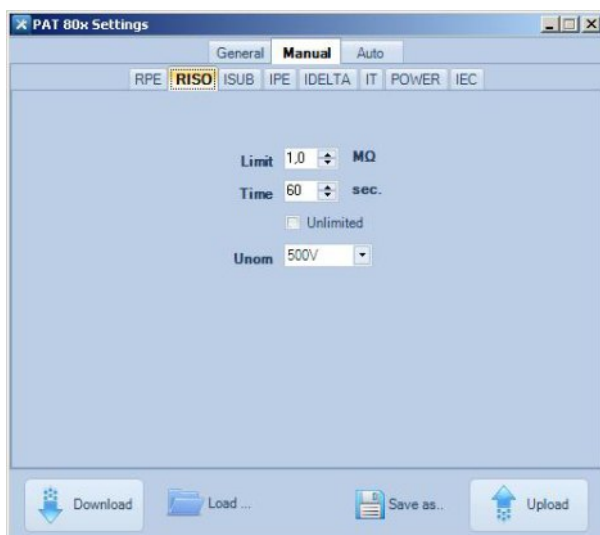 PAT 80x Settings
General Manual Auto
RPE RISO ISUB IPE IDELTA IT POWER IEC
Limit 1,0 MΩ
Time 60 sec.
Unlimited
Unom 500V
Download Load ... Save as.. Upload